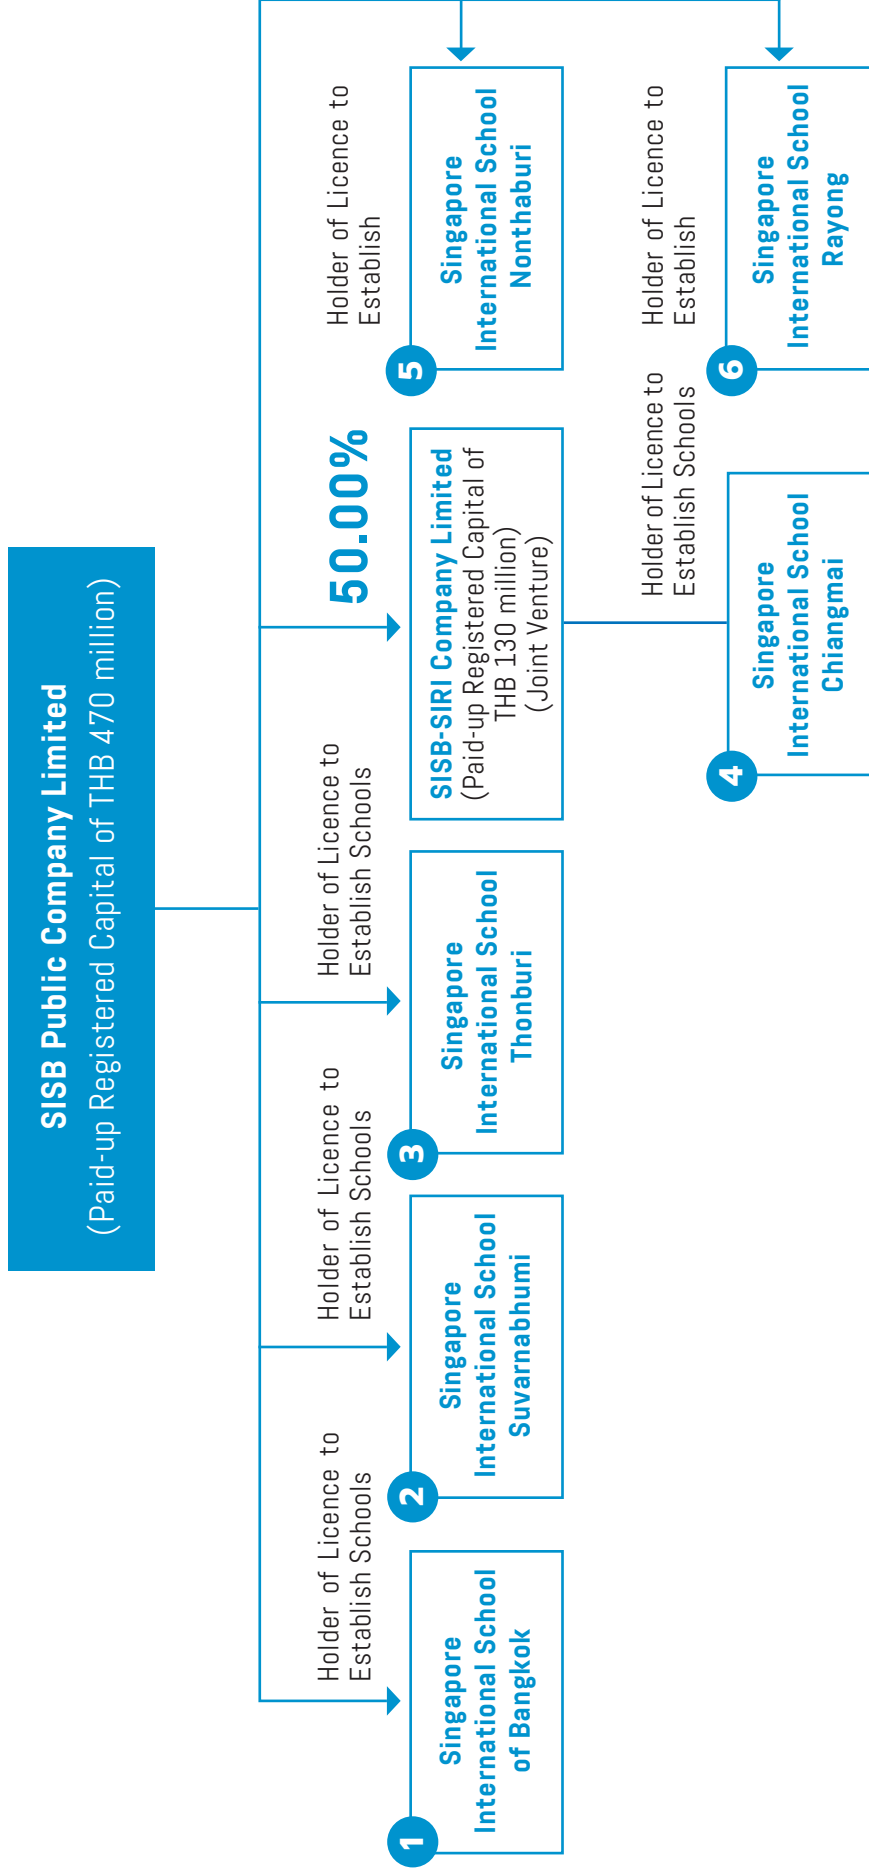 SISB Public Company Limited
(Paid-up Registered Capital of THB 470 million)
Holder of Licence to
Establish Schools
1
Singapore
International School
of Bangkok
Holder of Licence to
Establish Schools
2
Singapore
International School
Suvarnabhumi
Holder of Licence to
Establish Schools
3
Singapore
International School
Thonburi
50.00%
SISB-SIRI Company Limited
(Paid-up Registered Capital of
THB 130 million)
(Joint Venture)
Holder of Licence to
Establish Schools
4
Singapore
International School
Chiangmai
Holder of Licence to
Establish
5
Singapore
International School
Nonthaburi
Holder of Licence to
Establish
6
Singapore
International School
Rayong